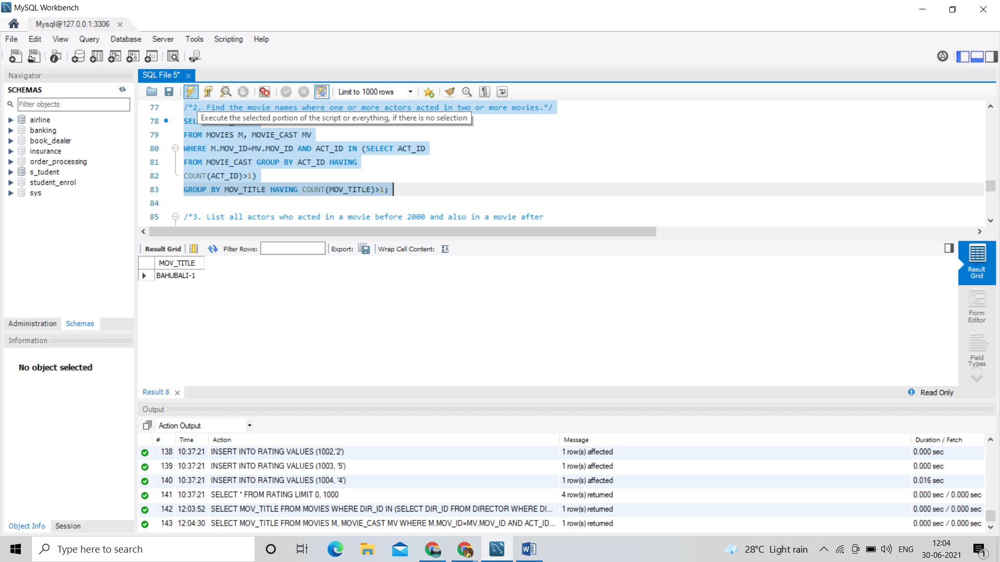 MySQL Workbench
Mysql@127.0.0.1:3306
File Edit View Query Database Server Tools Scripting Help
Navigator
SCHEMAS
Filter objects
airline
banking
book_dealer
insurance
order_processing
s_tudent
student_enrol
sys
Administration Schemas
Information
No object selected
Object Info Session
SQL File 5*
Limit to 1000 rows
77 /*2. Find the movie names where one or more actors acted in two or more movies.*/
Execute the selected portion of the script or everything, if there is no selection
78 SEL
79 FROM MOVIES M, MOVIE_CAST MV
80 WHERE M.MOV_ID=MV.MOV_ID AND ACT_ID IN (SELECT ACT_ID
81 FROM MOVIE_CAST GROUP BY ACT_ID HAVING
82 COUNT(ACT_ID)>1)
83 GROUP BY MOV_TITLE HAVING COUNT(MOV_TITLE)>1;
84
85 /*3. List all actors who acted in a movie before 2000 and also in a movie after
Result Grid Filter Rows: Export: Wrap Cell Content:
MOV_TITLE
BAHUBALI-1
Result Grid
Form Editor
Field Types
Result 8
Read Only
Output
Action Output
# Time Action Message Duration / Fetch
138 10:37:21 INSERT INTO RATING VALUES (1002,'2') 1 row(s) affected 0.000 sec
139 10:37:21 INSERT INTO RATING VALUES (1003, '5') 1 row(s) affected 0.000 sec
140 10:37:21 INSERT INTO RATING VALUES (1004, '4') 1 row(s) affected 0.016 sec
141 10:37:21 SELECT * FROM RATING LIMIT 0, 1000 4 row(s) returned 0.000 sec / 0.000 sec
142 12:03:52 SELECT MOV_TITLE FROM MOVIES WHERE DIR_ID IN (SELECT DIR_ID FROM DIRECTOR WHERE DI... 1 row(s) returned 0.000 sec / 0.000 sec
143 12:04:30 SELECT MOV_TITLE FROM MOVIES M, MOVIE_CAST MV WHERE M.MOV_ID=MV.MOV_ID AND ACT_ID... 1 row(s) returned 0.000 sec / 0.000 sec
Type here to search
28°C Light rain
ENG
12:04
30-06-2021
1